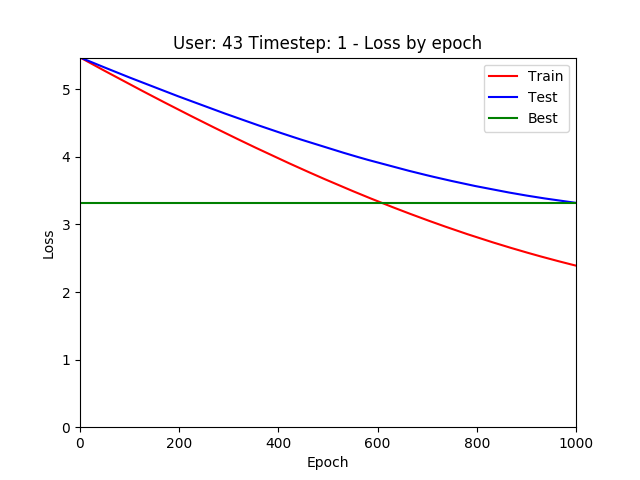 User: 43 Timestep: 1 - Loss by epoch
Train
Test
Best
5
4
3
2
1
0
Loss
0 200 400 600 800 1000
Epoch